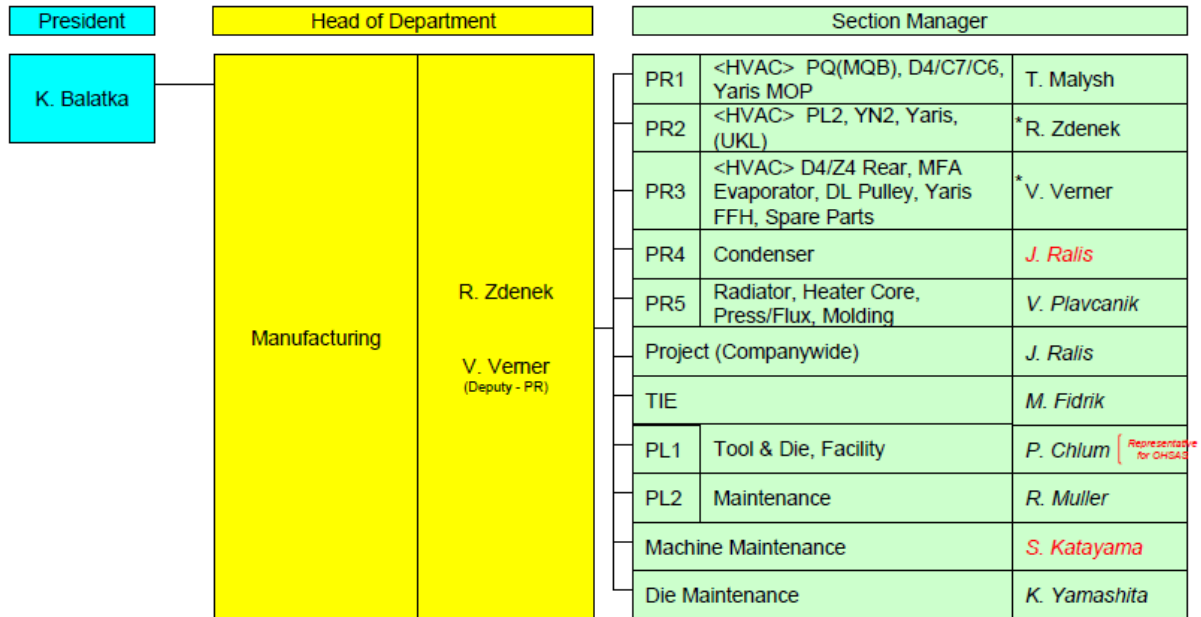 President
Head of Department
Section Manager
K. Balatka
Manufacturing
R. Zdenek
V. Verner
(Deputy - PR)
PR1
<HVAC> PQ(MQB), D4/C7/C6,
Yaris MOP
T. Malysh
PR2
<HVAC> PL2, YN2, Yaris,
(UKL)
*R. Zdenek
PR3
<HVAC> D4/Z4 Rear, MFA
Evaporator, DL Pulley, Yaris
FFH, Spare Parts
*V. Verner
PR4
Condenser
J. Ralis
PR5
Radiator, Heater Core,
Press/Flux, Molding
V. Plavcanik
Project (Companywide)
J. Ralis
TIE
M. Fidrik
PL1
Tool & Die, Facility
P. Chlum
Representative
for OHSAS
PL2
Maintenance
R. Muller
Machine Maintenance
S. Katayama
Die Maintenance
K. Yamashita